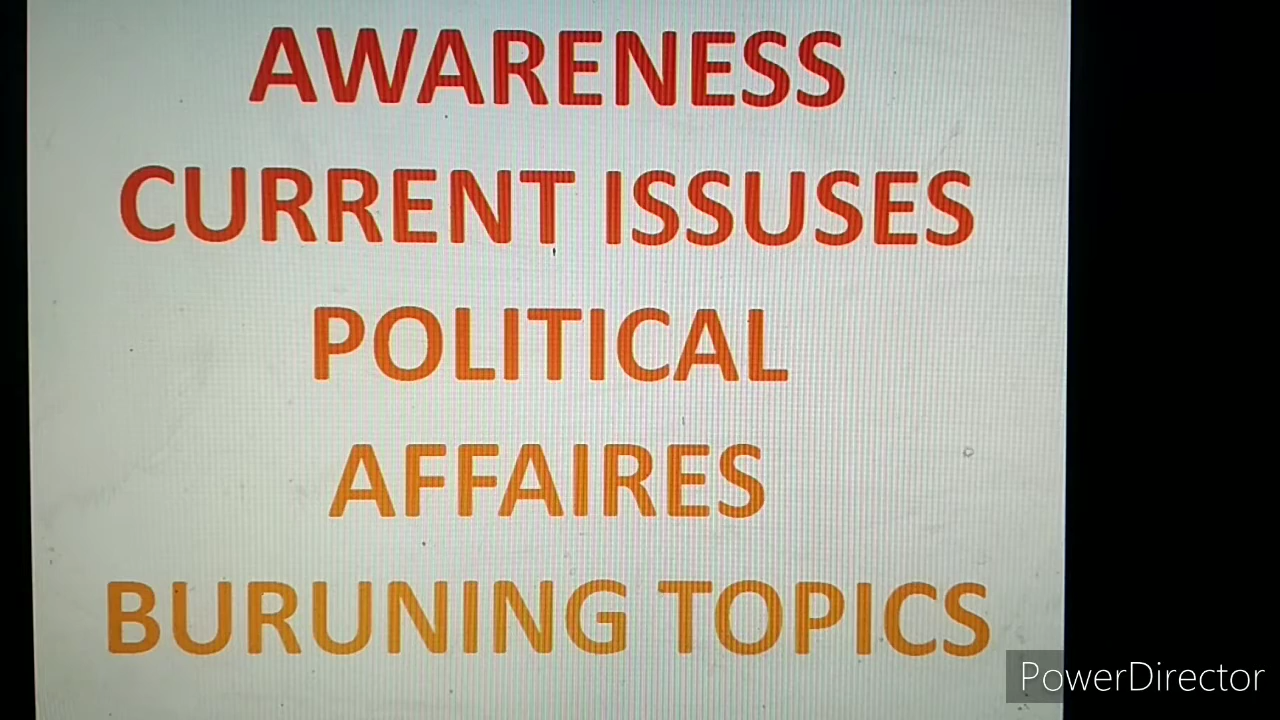 AWARENESS
CURRENT ISSUSES
POLITICAL
AFFAIRES
BURUNING TOPICS
PowerDirector